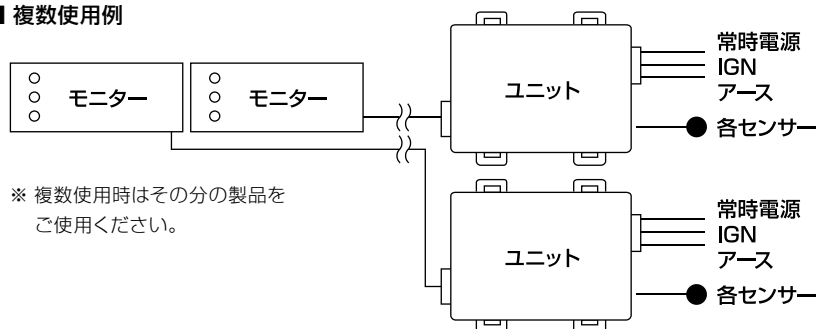 ■ 複数使用例
モニター
モニター
ユニット
常時電源
IGN
アース
各センサー
※ 複数使用時はその分の製品を
ご使用ください。
ユニット
常時電源
IGN
アース
各センサー